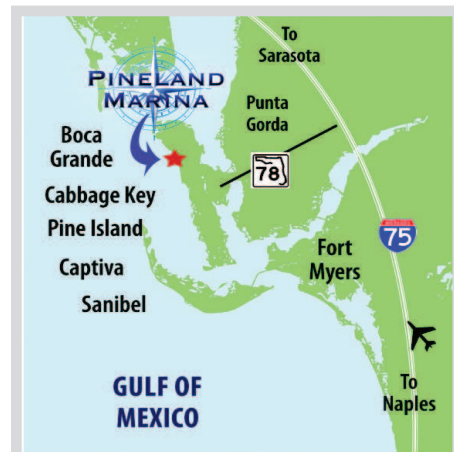 To
Sarasota
PINELAND
MARINA
Punta
Gorda
Boca
Grande
78
Cabbage Key
Pine Island
75
Fort
Myers
Captiva
Sanibel
To
Naples
GULF OF
MEXICO